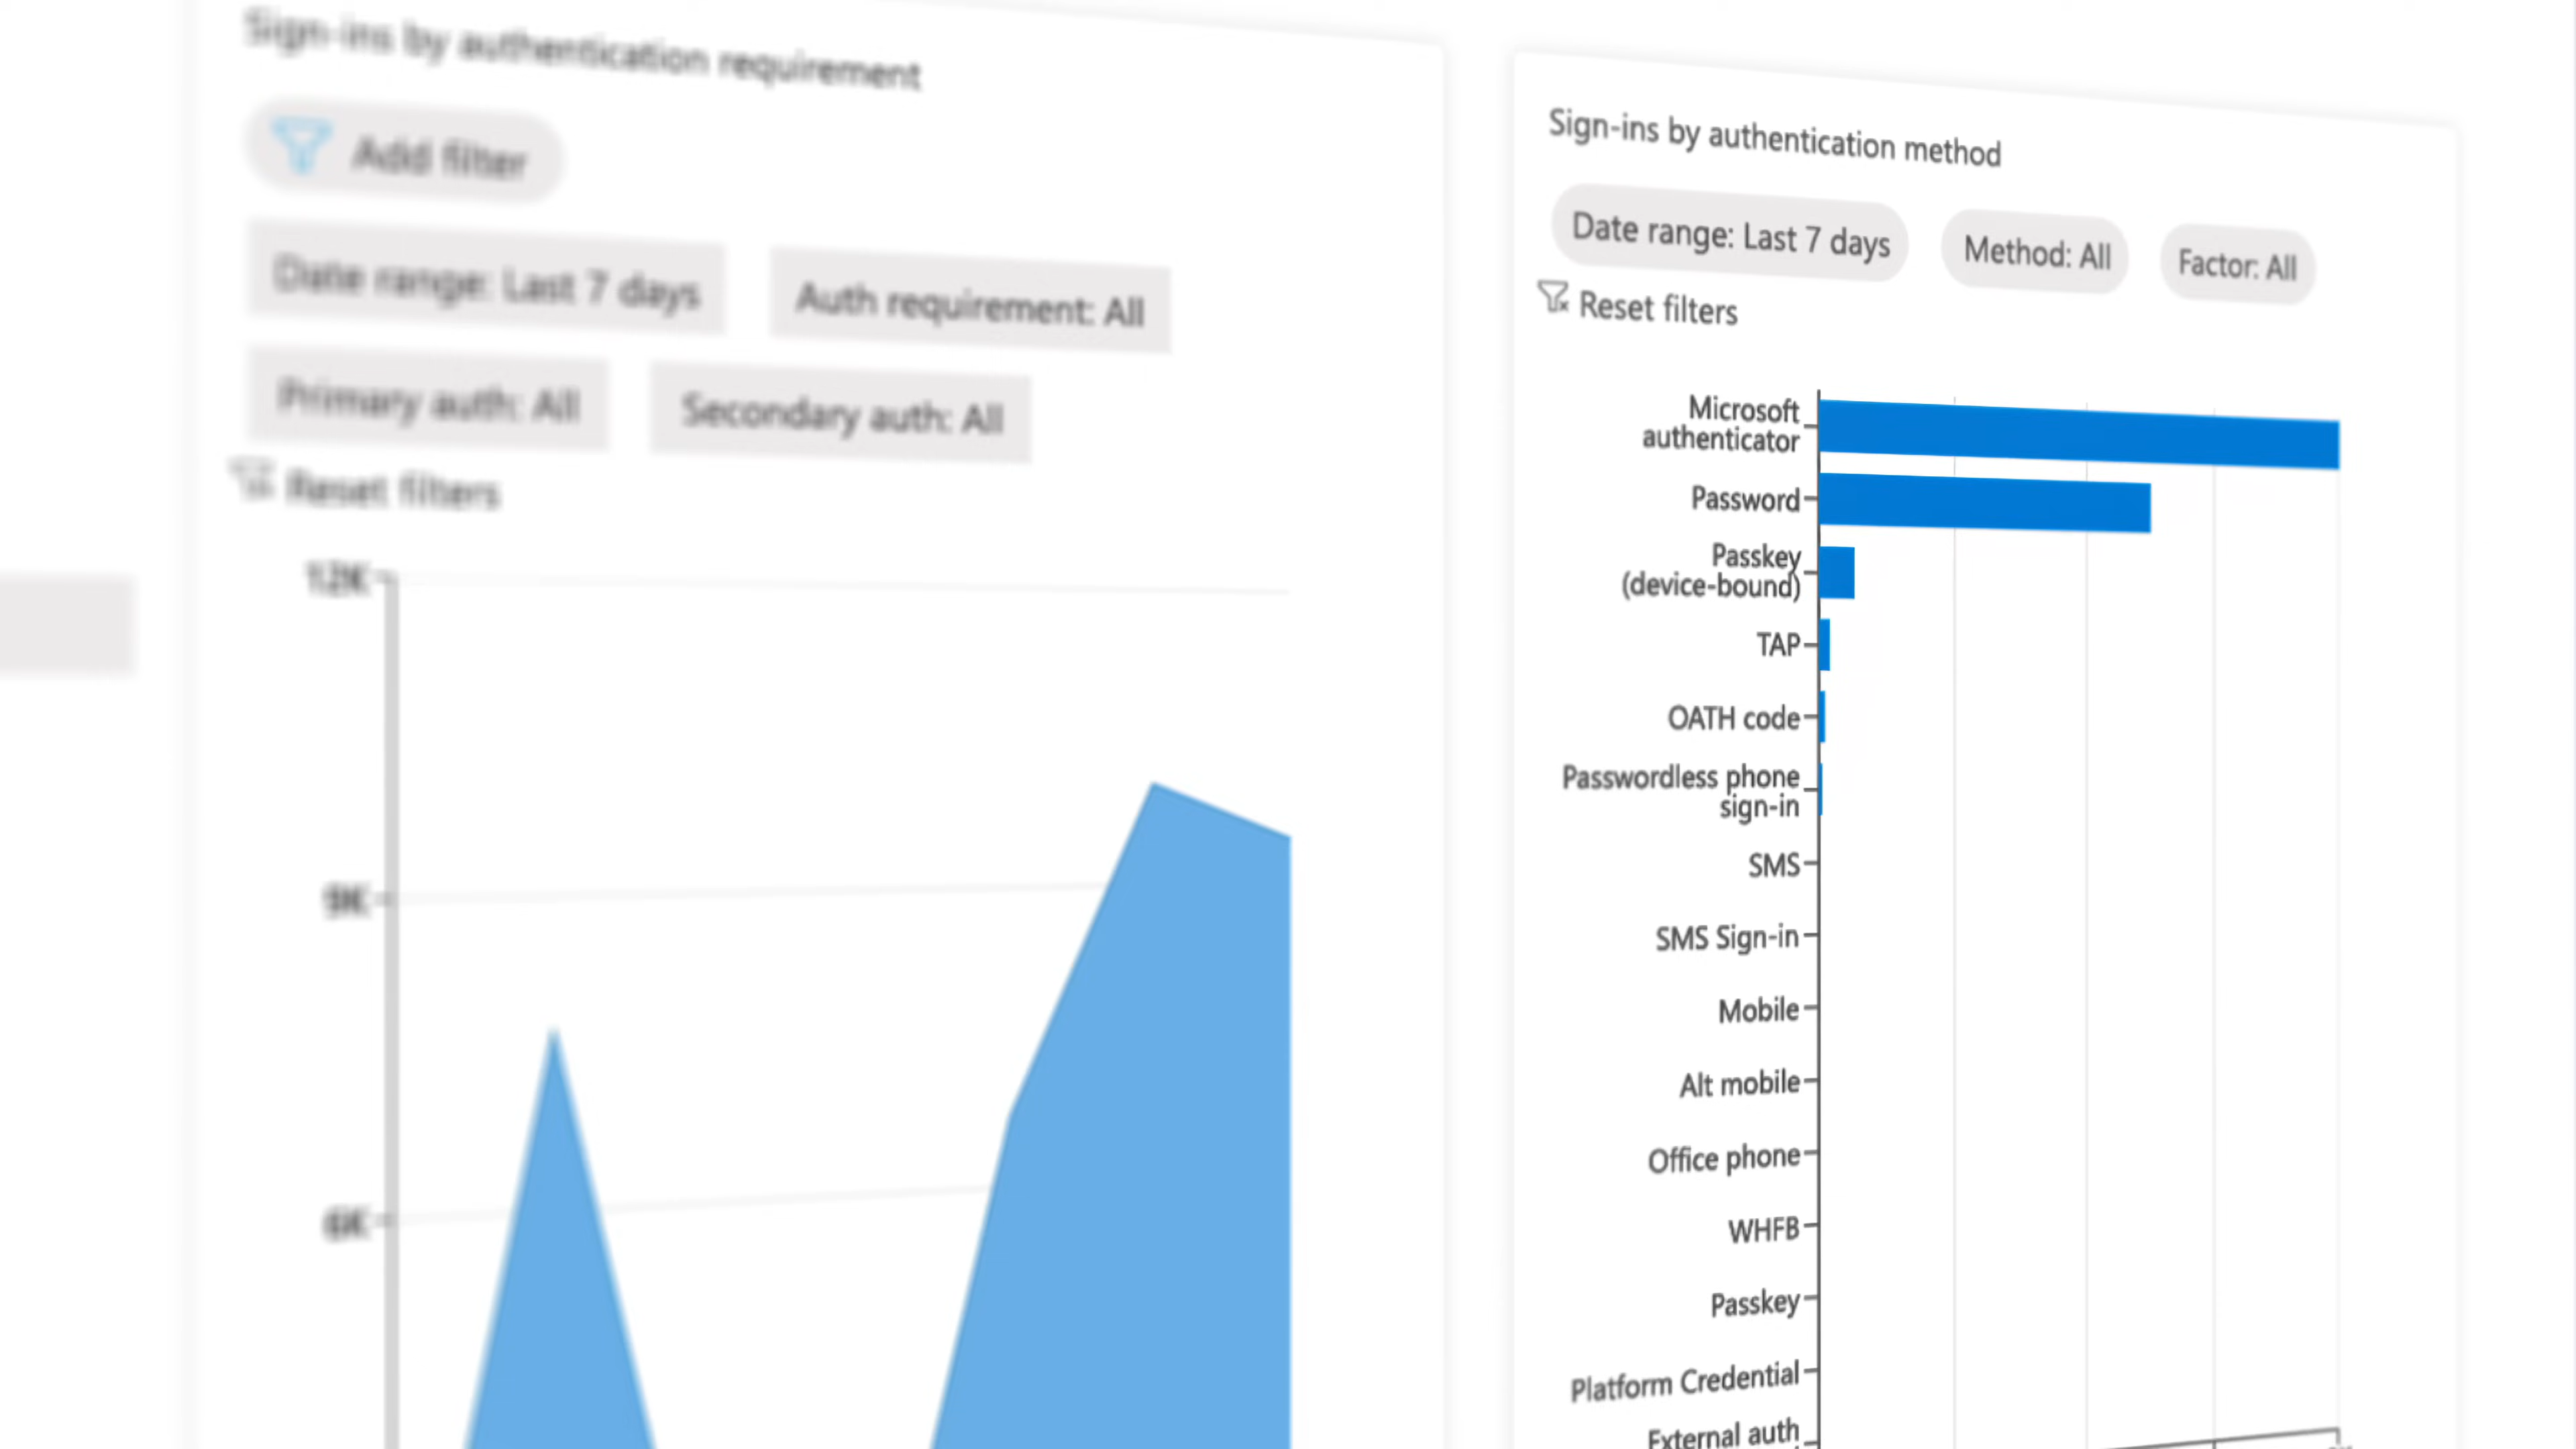 Sign-ins by authentication requirement
Add filter
Date range: Last 7 days
Auth requirement: All
Primary auth: All
Secondary auth: All
Reset filters
12K
9K
6K
Sign-ins by authentication method
Date range: Last 7 days
Method: All
Factor: All
Reset filters
Microsoft
authenticator
Password
Passkey
(device-bound)
TAP
OATH code
Passwordless phone
sign-in
SMS
SMS Sign-in
Mobile
Alt mobile
Office phone
WHFB
Passkey
Platform Credential
External auth